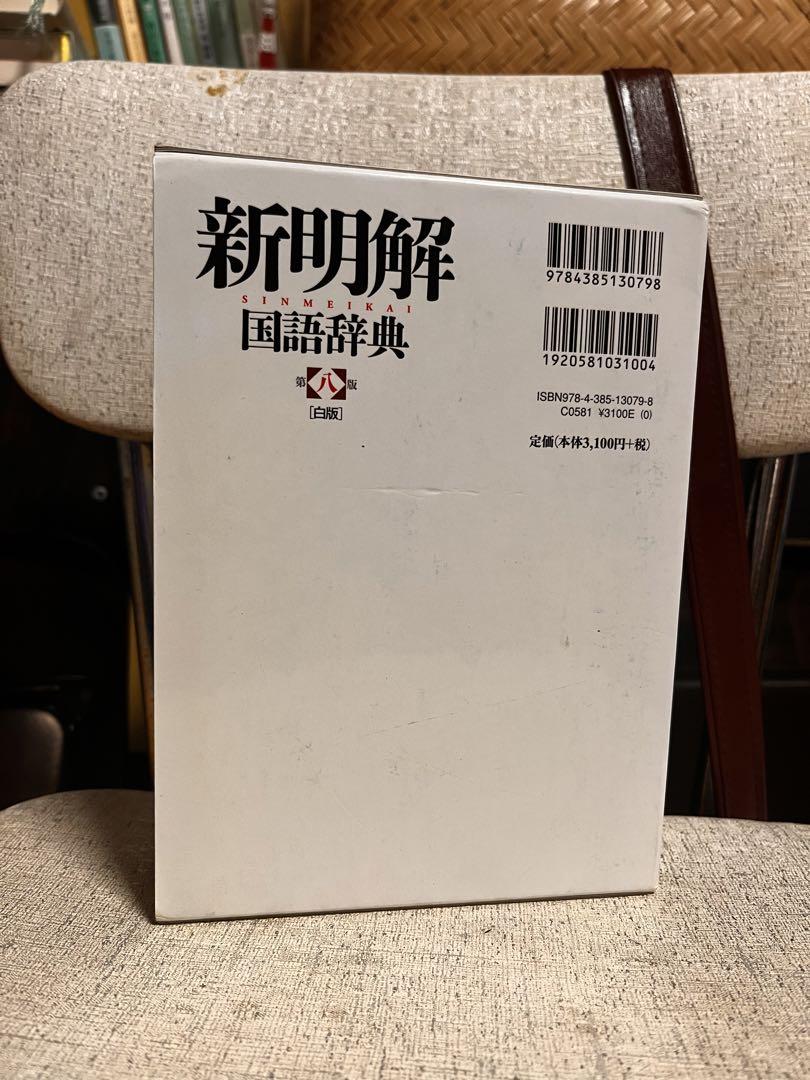 新明解
SINMEIKAI
国語辞典
第八版
[白版]
9784385130798
1920581031004
ISBN978-4-385-13079-8
C0581 ¥3100E (0)
定価(本体3,100円+税)